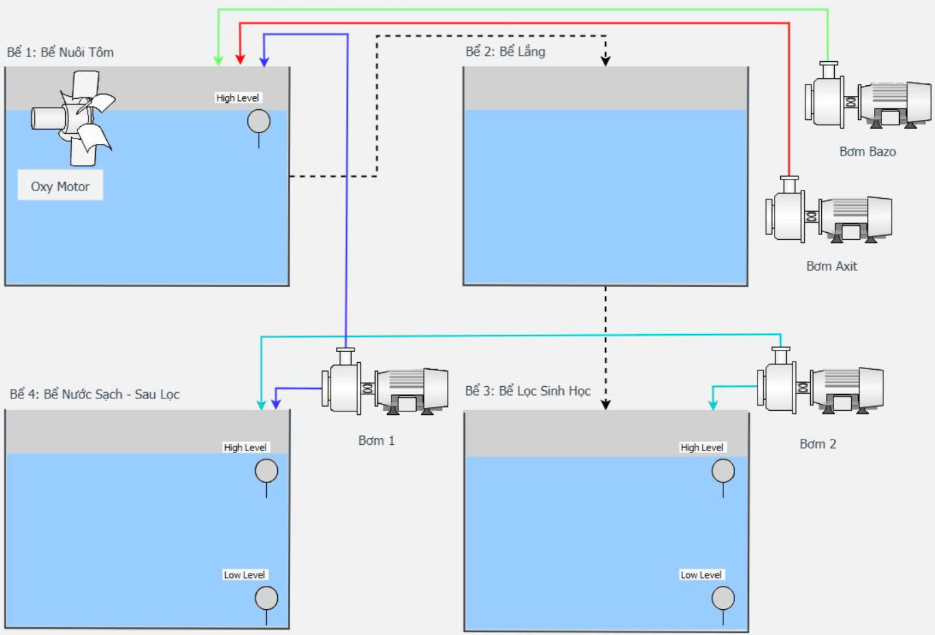 Bể 1: Bể Nuôi Tôm
Bể 2: Bể Lắng
High Level
Oxy Motor
Bơm Bazo
Bơm Axit
Bể 4: Bể Nước Sạch - Sau Lọc
Bơm 1
Bể 3: Bể Lọc Sinh Học
Bơm 2
High Level
High Level
Low Level
Low Level